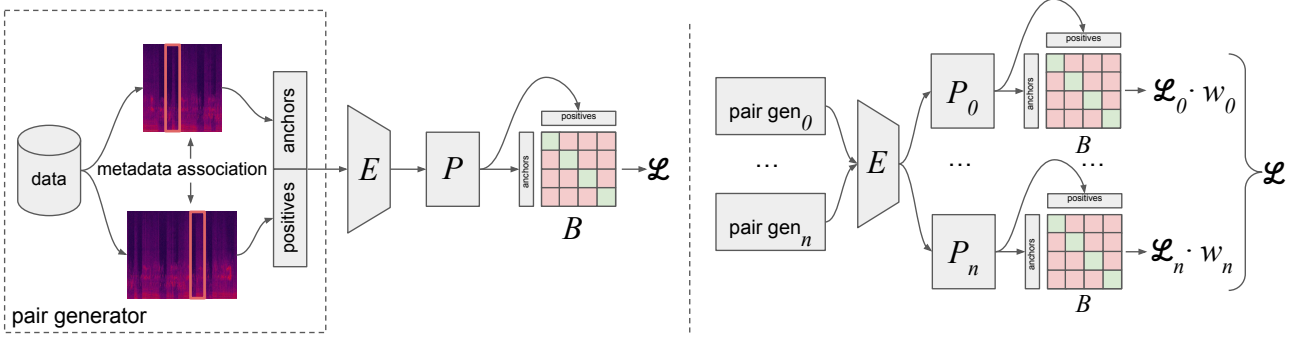 data
metadata association
pair generator
anchors
positives
E
P
positives
anchors
B
ℒ
pair gen₀
...
pair genₙ
E
P₀
...
Pₙ
positives
anchors
B
...
positives
anchors
B
ℒ₀ · w₀
ℒₙ · wₙ
ℒ